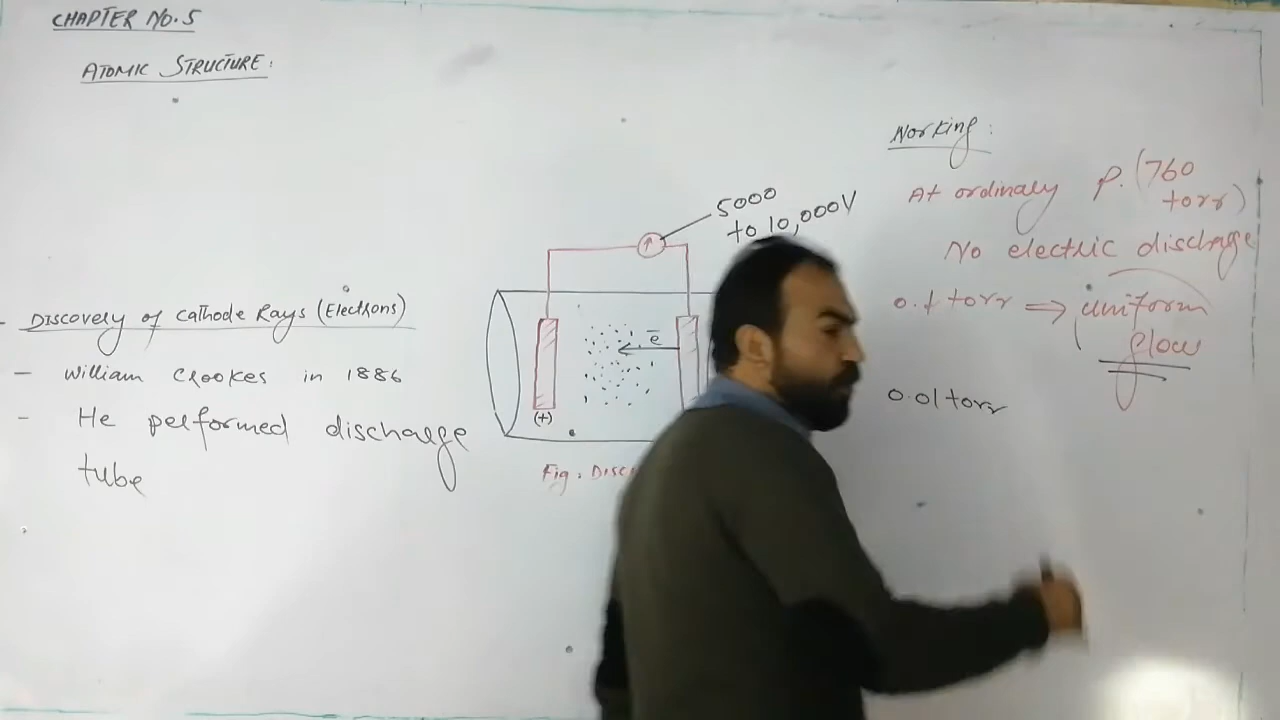 CHAPTER No. 5
ATOMIC STRUCTURE:
Discovery of Cathode Rays (Electrons)
- William Crookes in 1886
- He performed discharge
tube
5000
to 10,000V
e̅
(+)
Fig:
Working:
At ordinary P. (760
torr)
No electric discharge
0.1 torr ⇒ uniform
glow
0.01 torr